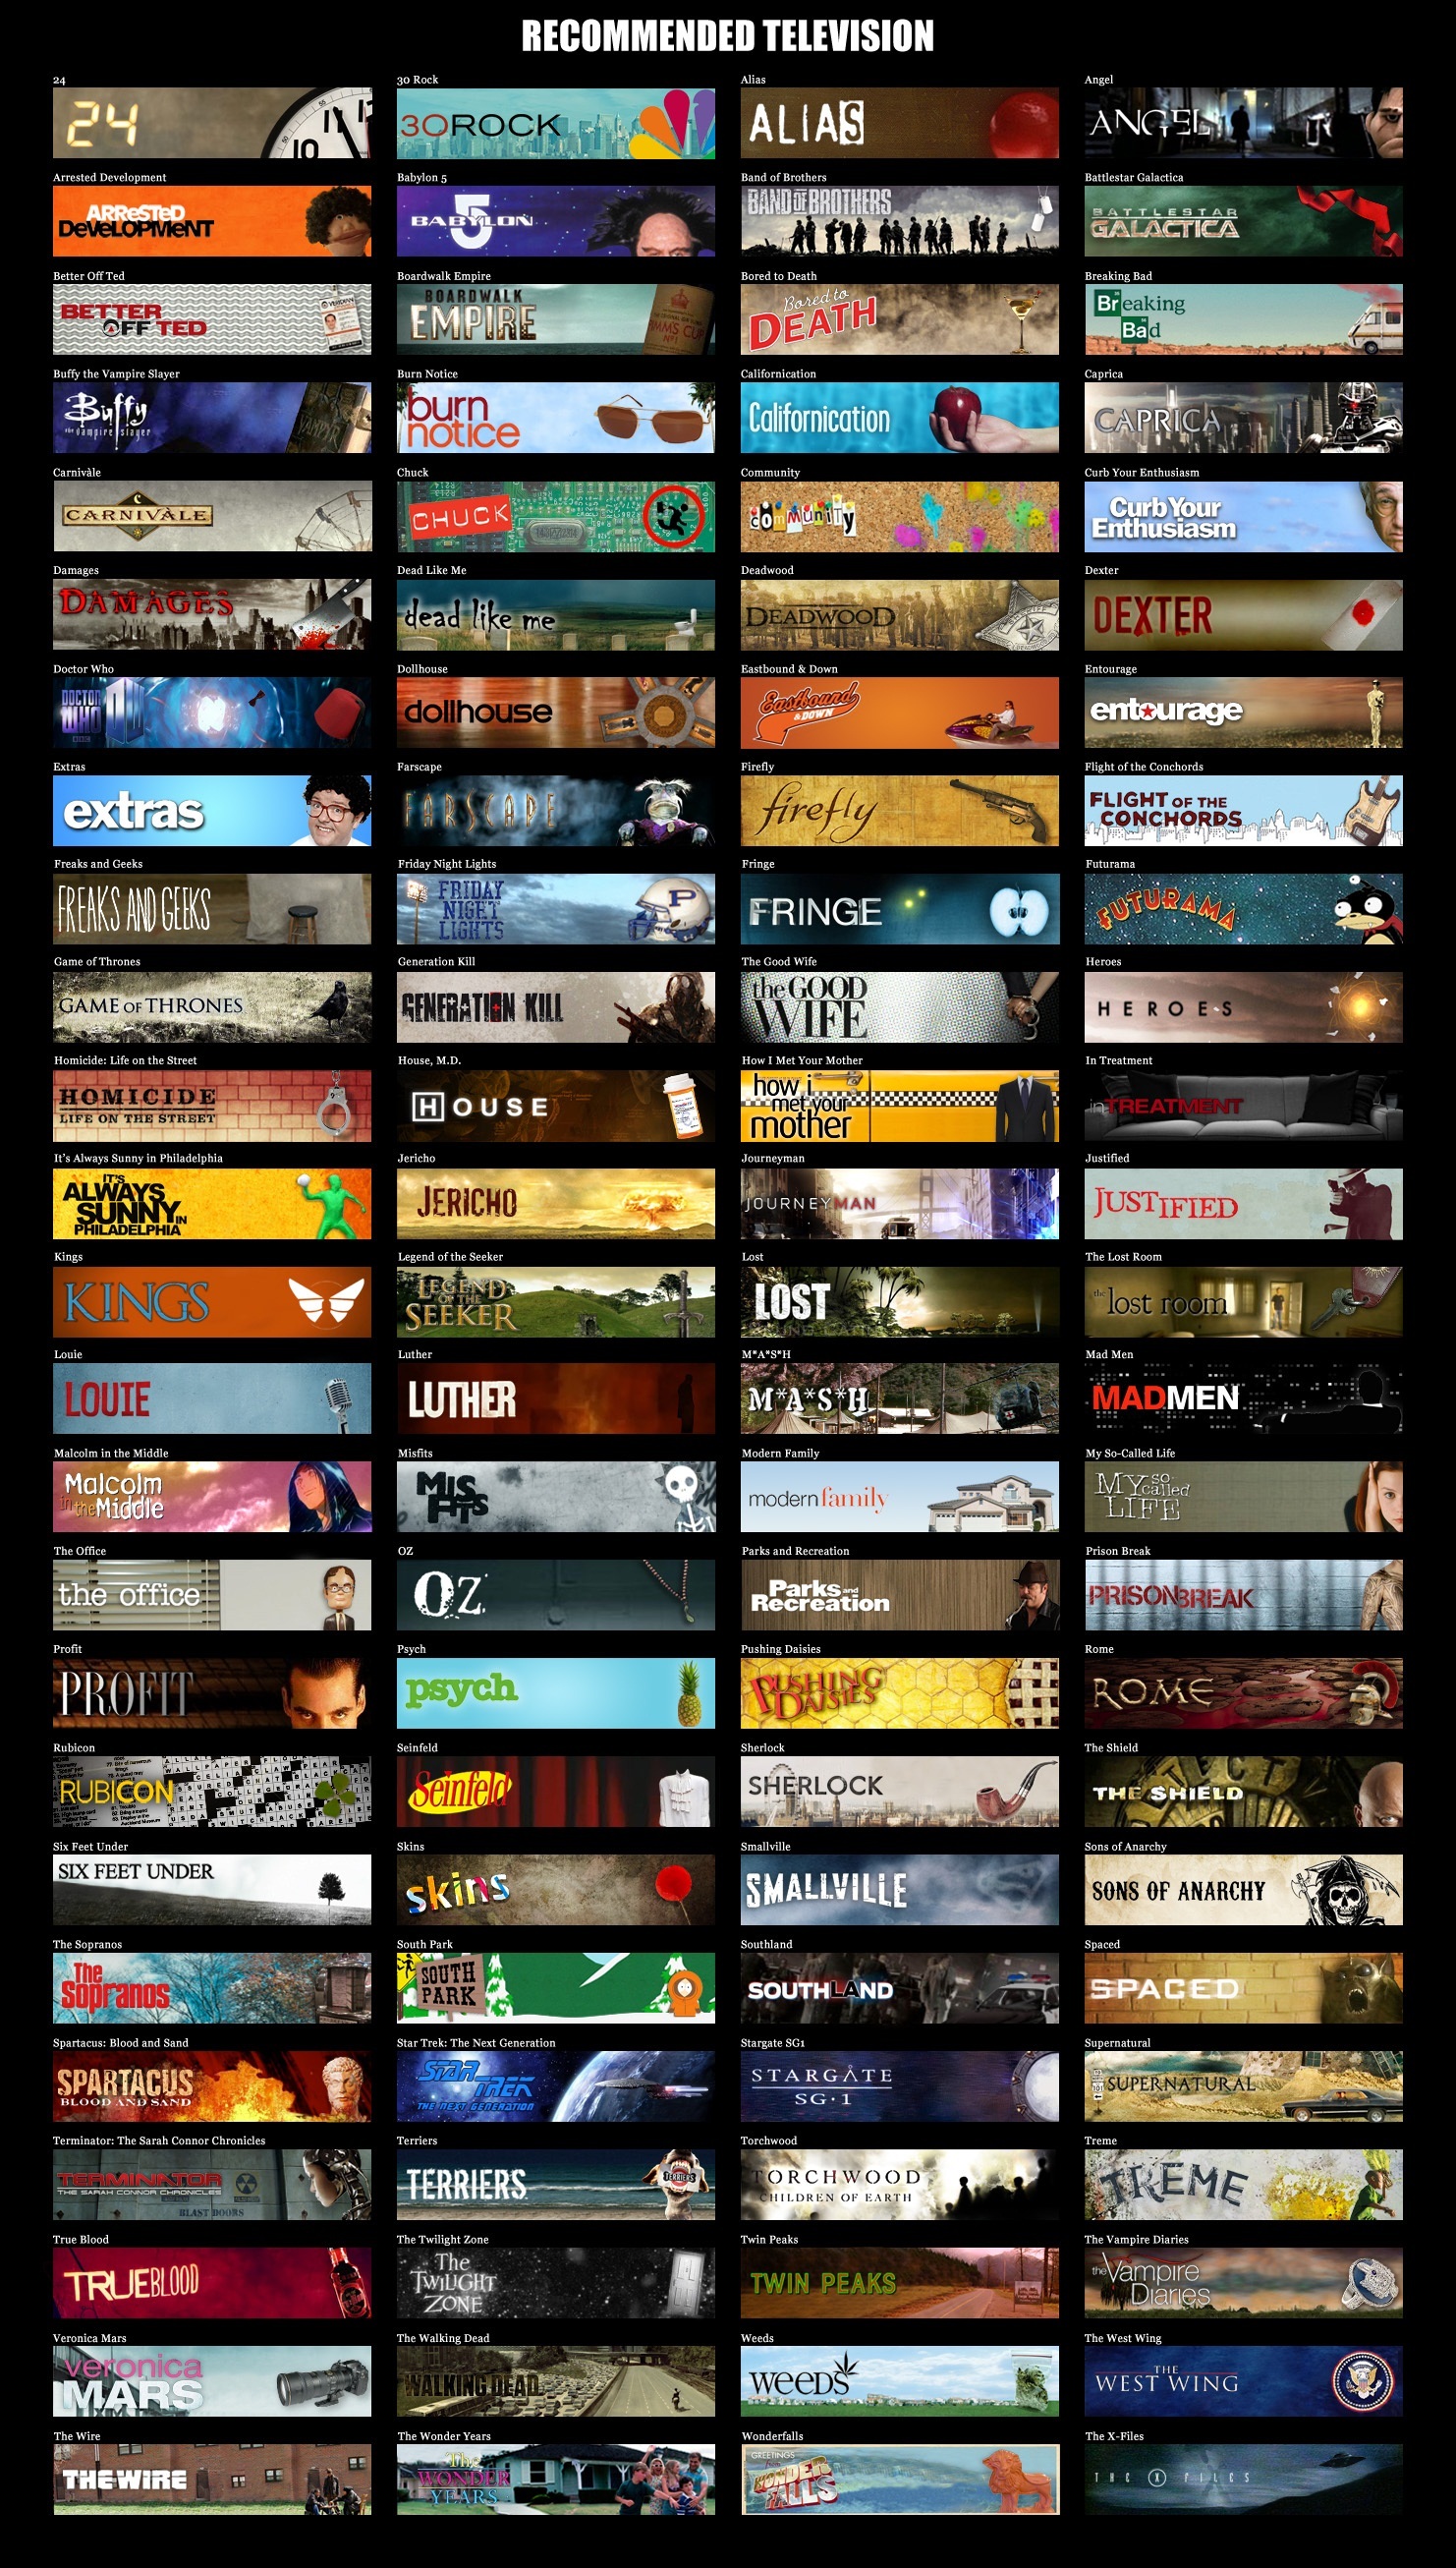 RECOMMENDED TELEVISION
24
24
30 Rock
30ROCK
Alias
ALIAS
Angel
ANGEL
Arrested Development
ARReSTeD
DeVeLOPMeNT
Babylon 5
BABYLON
5
Band of Brothers
BAND OF BROTHERS
Battlestar Galactica
BATTLESTAR
GALACTICA
Better Off Ted
BETTER
OFF TED
Boardwalk Empire
BOARDWALK
EMPIRE
Bored to Death
Bored to
DEATH
Breaking Bad
Breaking
Bad
Buffy the Vampire Slayer
Buffy
the vampire slayer
Burn Notice
burn
notice
Californication
Californication
Caprica
CAPRICA
Carnivàle
CARNIVÀLE
Chuck
CHUCK
Community
community
Curb Your Enthusiasm
Curb Your
Enthusiasm
Damages
DAMAGES
Dead Like Me
dead like me
Deadwood
DEADWOOD
Dexter
DEXTER
Doctor Who
DOCTOR
WHO
Dollhouse
dollhouse
Eastbound & Down
Eastbound
& DOWN
Entourage
entourage
Extras
extras
Farscape
FARSCAPE
Firefly
firefly
Flight of the Conchords
FLIGHT OF THE
CONCHORDS
Freaks and Geeks
FREAKS AND GEEKS
Friday Night Lights
FRIDAY
NIGHT
LIGHTS
P
Fringe
FRINGE
Futurama
FUTURAMA
Game of Thrones
GAME OF THRONES
Generation Kill
GENERATION KILL
The Good Wife
the GOOD
WIFE
Heroes
HEROES
Homicide: Life on the Street
HOMICIDE
LIFE ON THE STREET
House, M.D.
HOUSE
How I Met Your Mother
how i
met your
mother
In Treatment
inTREATMENT
It's Always Sunny in Philadelphia
IT'S
ALWAYS
SUNNY IN
PHILADELPHIA
Jericho
JERICHO
Journeyman
JOURNEYMAN
Justified
JUSTIFIED
Kings
KINGS
Legend of the Seeker
LEGEND
OF THE
SEEKER
Lost
LOST
The Lost Room
the lost room
Louie
LOUIE
Luther
LUTHER
M*A*S*H
M*A*S*H
Mad Men
MADMEN
Malcolm in the Middle
Malcolm
in the Middle
Misfits
MISFITS
Modern Family
modern family
My So-Called Life
MY so-
called
LIFE
The Office
the office
OZ
OZ
Parks and Recreation
Parks and
Recreation
Prison Break
PRISON BREAK
Profit
PROFIT
Psych
psych
Pushing Daisies
PUSHING
DAISIES
Rome
ROME
Rubicon
RUBICON
Seinfeld
Seinfeld
Sherlock
SHERLOCK
The Shield
THE SHIELD
Six Feet Under
SIX FEET UNDER
Skins
skins
Smallville
SMALLVILLE
Sons of Anarchy
SONS OF ANARCHY
The Sopranos
The
Sopranos
South Park
SOUTH
PARK
Southland
SOUTHLAND
Spaced
SPACED
Spartacus: Blood and Sand
SPARTACUS
BLOOD AND SAND
Star Trek: The Next Generation
STAR
TREK
THE NEXT GENERATION
Stargate SG1
STARGATE
SG·1
Supernatural
SUPERNATURAL
Terminator: The Sarah Connor Chronicles
TERMINATOR
THE SARAH CONNOR CHRONICLES
BLAST DOORS
Terriers
TERRIERS
Torchwood
TORCHWOOD
CHILDREN OF EARTH
Treme
TREME
True Blood
TRUE BLOOD
The Twilight Zone
The
TWILIGHT
ZONE
Twin Peaks
TWIN PEAKS
The Vampire Diaries
the Vampire
Diaries
Veronica Mars
veronica
MARS
The Walking Dead
WALKING DEAD
Weeds
weeds
The West Wing
THE
WEST WING
The Wire
THE WIRE
The Wonder Years
The
WONDER
YEARS
Wonderfalls
GREETINGS
WONDER
FALLS
The X-Files
THE X FILES